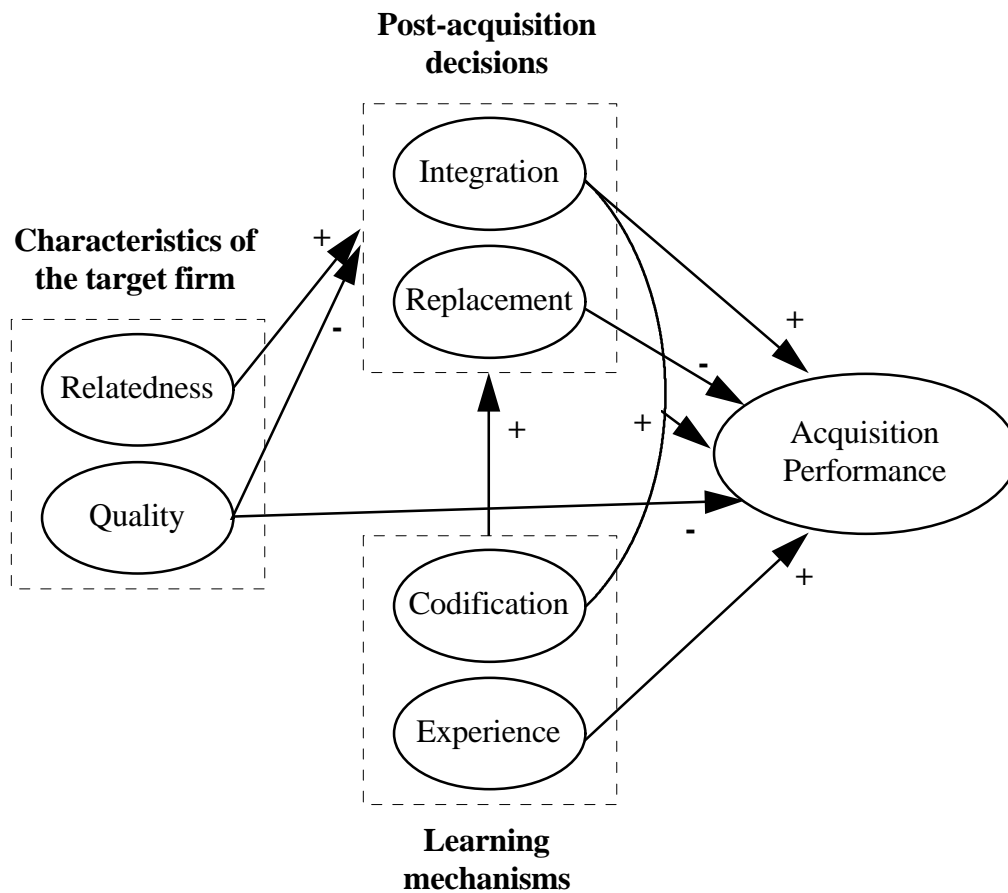 Post-acquisition
decisions
Integration
Replacement
Characteristics of
the target firm
Relatedness
Quality
+
-
+
-
+
+
-
+
Acquisition
Performance
Codification
Experience
Learning
mechanisms